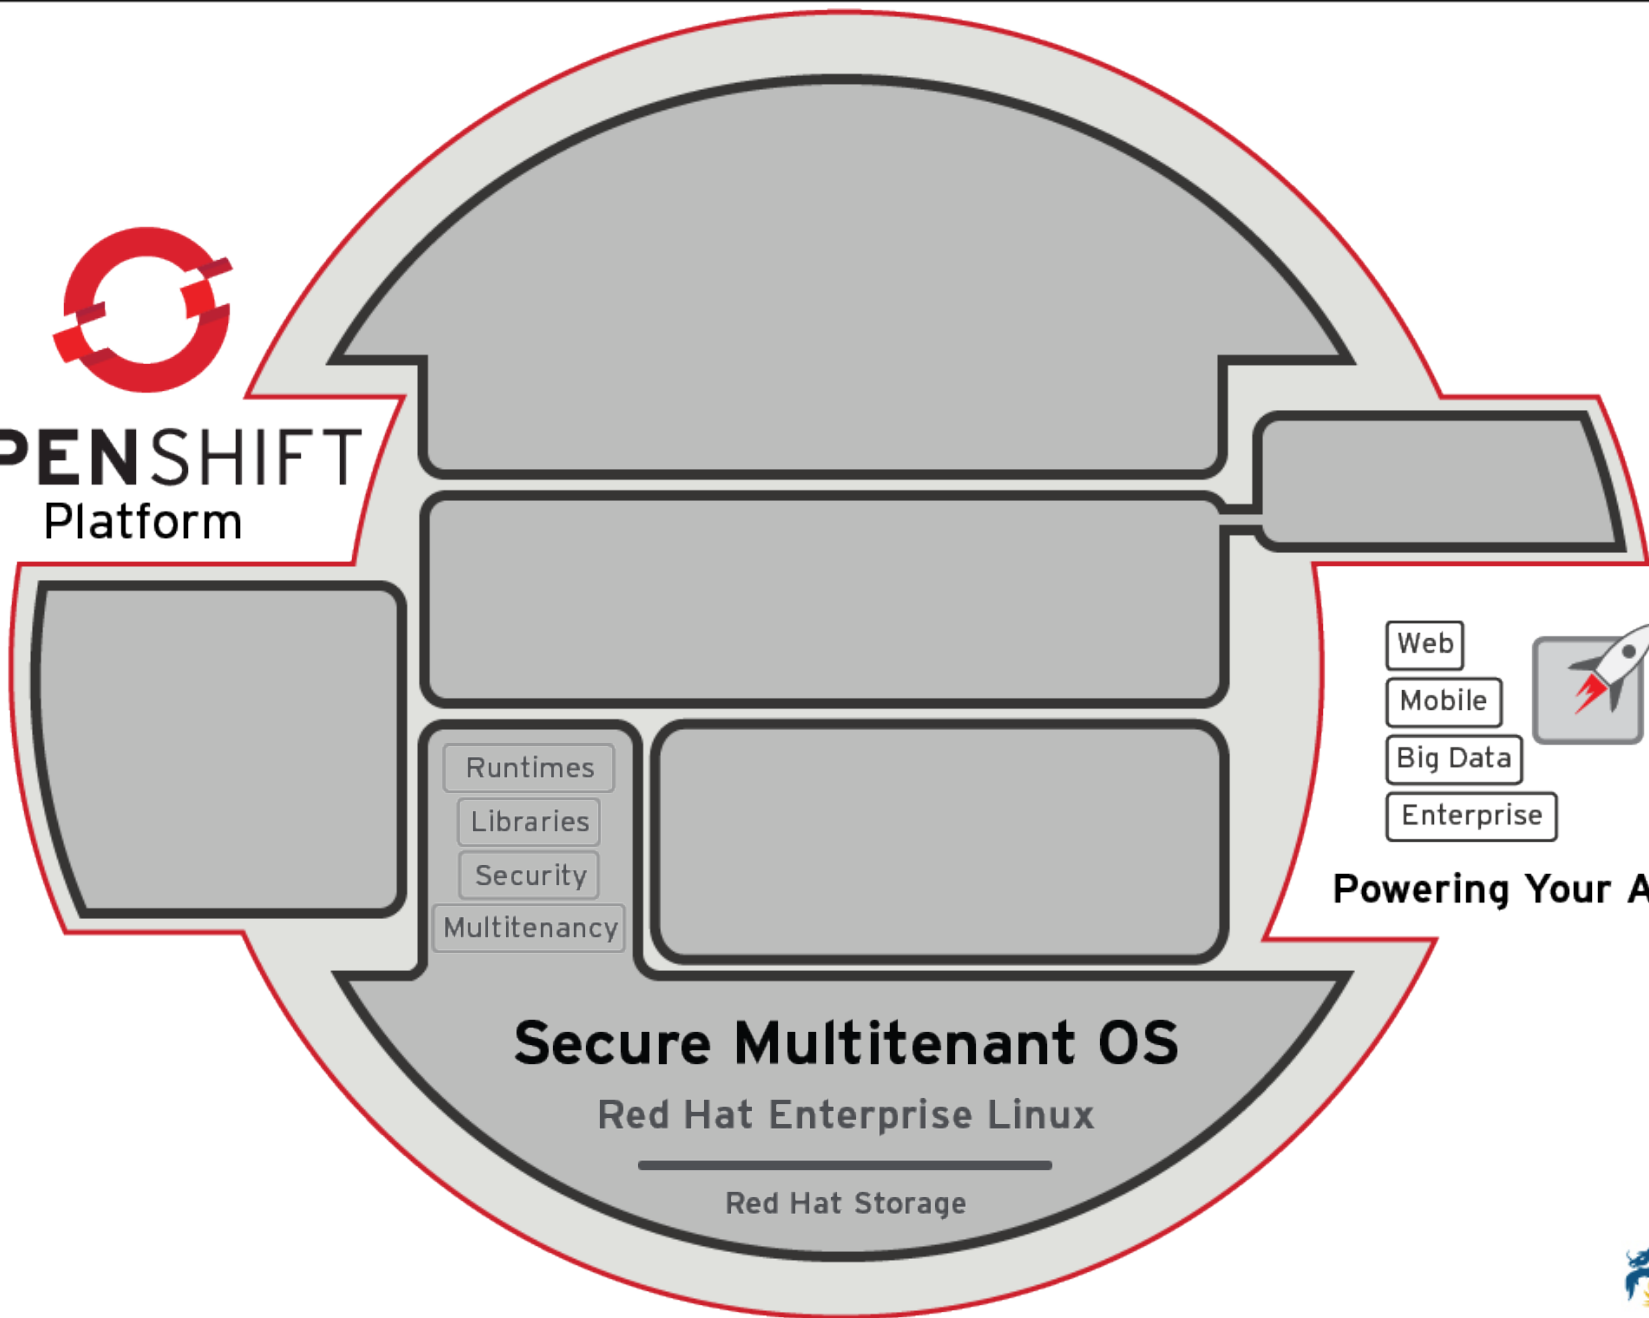 PENSHIFT
Platform
Web
Mobile
Big Data
Enterprise
Powering Your A
Runtimes
Libraries
Security
Multitenancy
Secure Multitenant OS
Red Hat Enterprise Linux
Red Hat Storage